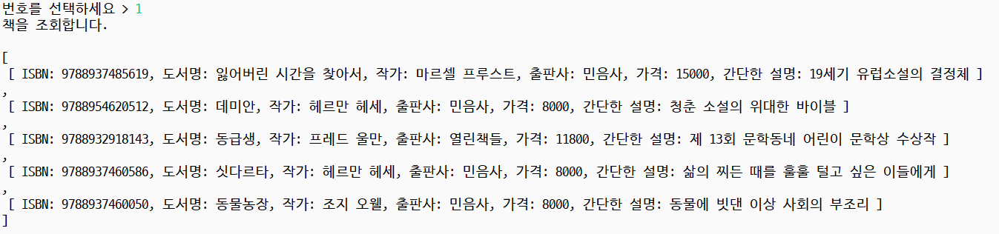 번호를 선택하세요 > 1
책을 조회합니다.
[
[ ISBN: 9788937485619, 도서명: 잃어버린 시간을 찾아서, 작가: 마르셀 프루스트, 출판사: 민음사, 가격: 15000, 간단한 설명: 19세기 유럽소설의 결정체 ]
,
[ ISBN: 9788954620512, 도서명: 데미안, 작가: 헤르만 헤세, 출판사: 민음사, 가격: 8000, 간단한 설명: 청춘 소설의 위대한 바이블 ]
,
[ ISBN: 9788932918143, 도서명: 동급생, 작가: 프레드 울만, 출판사: 열린책들, 가격: 11800, 간단한 설명: 제 13회 문학동네 어린이 문학상 수상작 ]
,
[ ISBN: 9788937460586, 도서명: 싯다르타, 작가: 헤르만 헤세, 출판사: 민음사, 가격: 8000, 간단한 설명: 삶의 찌든 때를 훌훌 털고 싶은 이들에게 ]
,
[ ISBN: 9788937460050, 도서명: 동물농장, 작가: 조지 오웰, 출판사: 민음사, 가격: 8000, 간단한 설명: 동물에 빗댄 이상 사회의 부조리 ]
]